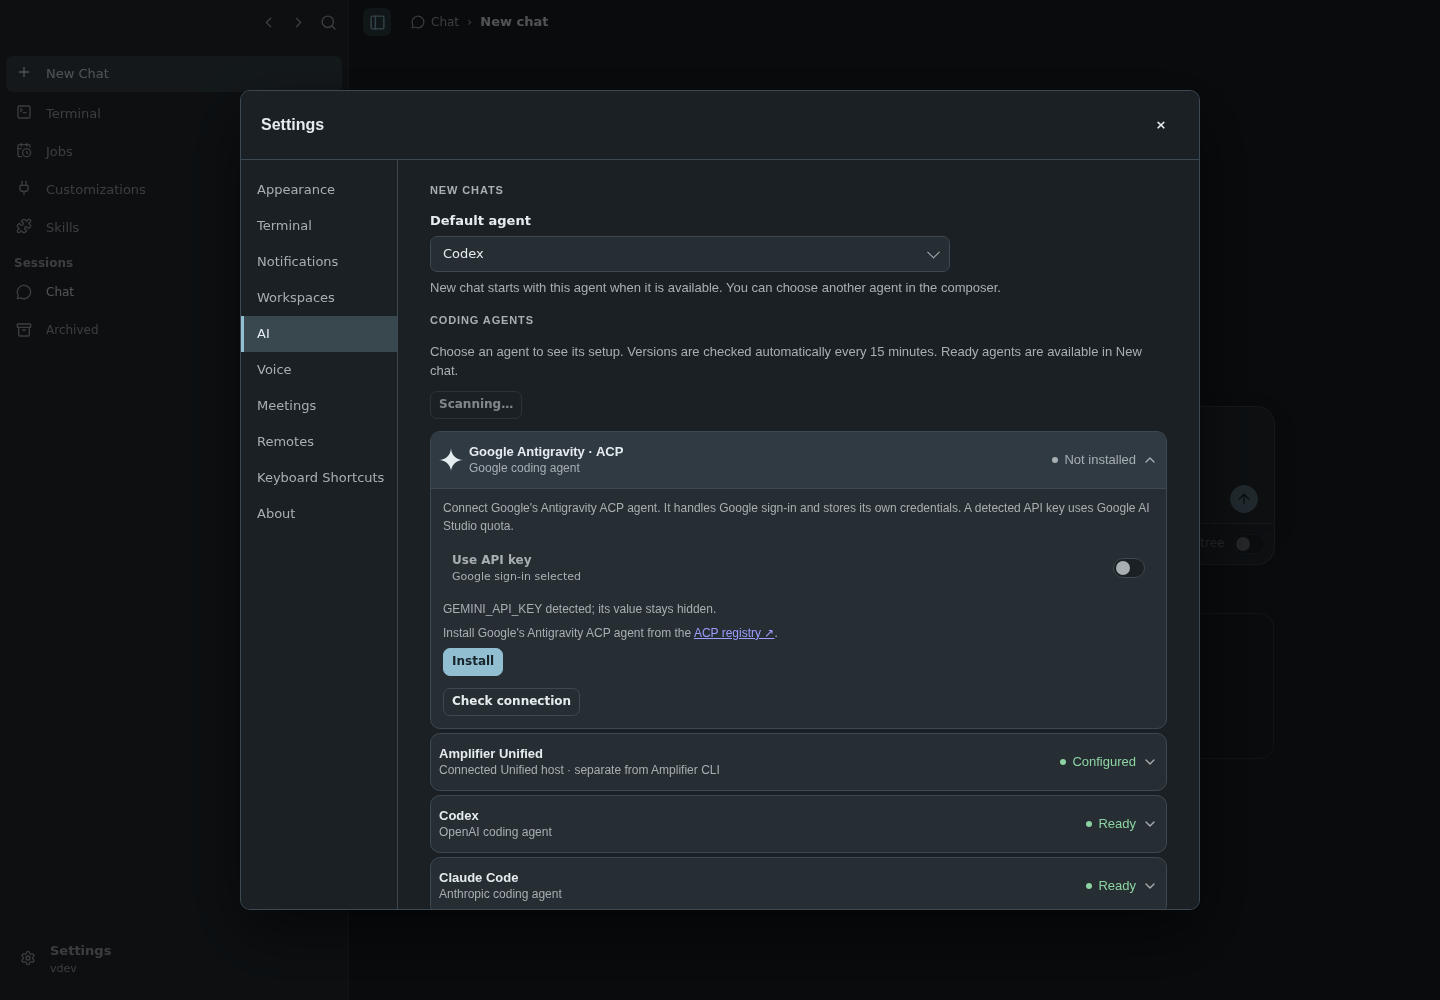 Chat › New chat
New Chat
Terminal
Jobs
Customizations
Skills
Sessions
Chat
Archived
Settings
vdev
Settings
×
Appearance
Terminal
Notifications
Workspaces
AI
Voice
Meetings
Remotes
Keyboard Shortcuts
About
NEW CHATS
Default agent
Codex
New chat starts with this agent when it is available. You can choose another agent in the composer.
CODING AGENTS
Choose an agent to see its setup. Versions are checked automatically every 15 minutes. Ready agents are available in New
chat.
Scanning…
Google Antigravity · ACP
Google coding agent
Not installed
Connect Google's Antigravity ACP agent. It handles Google sign-in and stores its own credentials. A detected API key uses Google AI
Studio quota.
Use API key
Google sign-in selected
GEMINI_API_KEY detected; its value stays hidden.
Install Google's Antigravity ACP agent from the ACP registry ↗.
Install
Check connection
Amplifier Unified
Connected Unified host · separate from Amplifier CLI
Configured
Codex
OpenAI coding agent
Ready
Claude Code
Anthropic coding agent
Ready
tree